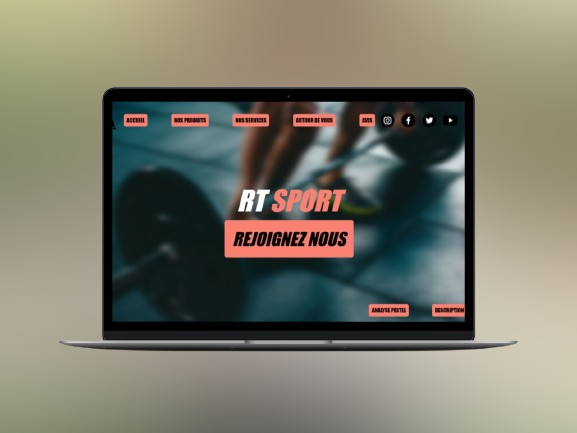 ACCUEIL
NOS PRODUITS
NOS SERVICES
AUTOUR DE VOUS
AVIS
RT SPORT
REJOIGNEZ NOUS
ANALYSE PESTEL
DESCRIPTION